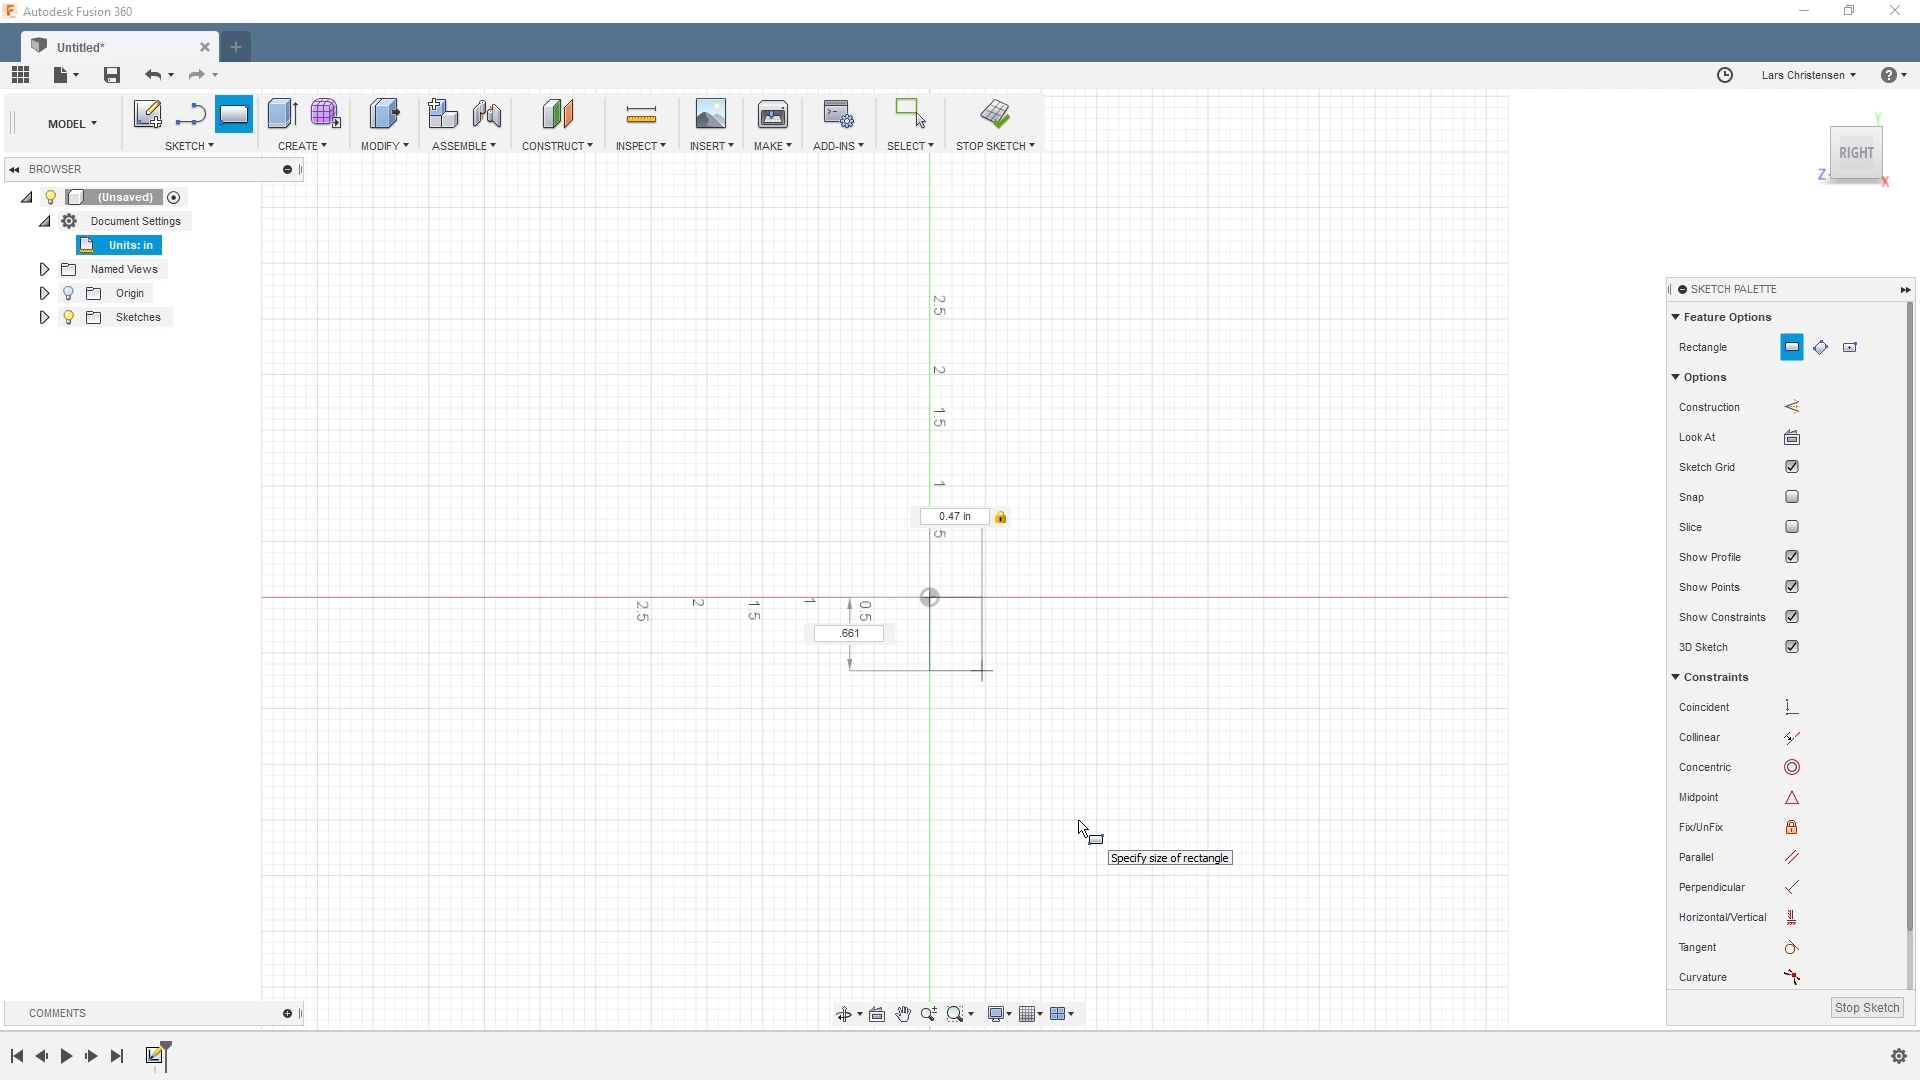 Autodesk Fusion 360
Untitled*
Lars Christensen
MODEL
SKETCH
CREATE
MODIFY
ASSEMBLE
CONSTRUCT
INSPECT
INSERT
MAKE
ADD-INS
SELECT
STOP SKETCH
BROWSER
(Unsaved)
Document Settings
Units: in
Named Views
Origin
Sketches
RIGHT
Y
Z
X
2.5
2
1.5
1
0.47 in
5
2.5
2
1.5
1
0.5
.661
Specify size of rectangle
SKETCH PALETTE
Feature Options
Rectangle
Options
Construction
Look At
Sketch Grid
Snap
Slice
Show Profile
Show Points
Show Constraints
3D Sketch
Constraints
Coincident
Collinear
Concentric
Midpoint
Fix/UnFix
Parallel
Perpendicular
Horizontal/Vertical
Tangent
Curvature
Stop Sketch
COMMENTS